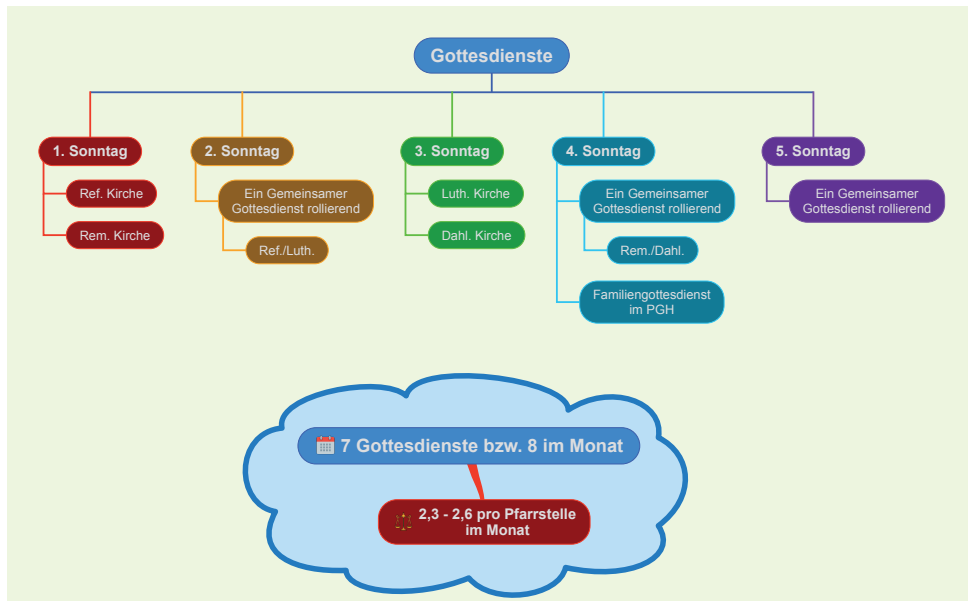 Gottesdienste
1. Sonntag
Ref. Kirche
Rem. Kirche
2. Sonntag
Ein Gemeinsamer
Gottesdienst rollierend
Ref./Luth.
3. Sonntag
Luth. Kirche
Dahl. Kirche
4. Sonntag
Ein Gemeinsamer
Gottesdienst rollierend
Rem./Dahl.
Familiengottesdienst
im PGH
5. Sonntag
Ein Gemeinsamer
Gottesdienst rollierend
7 Gottesdienste bzw. 8 im Monat
2,3 - 2,6 pro Pfarrstelle
im Monat